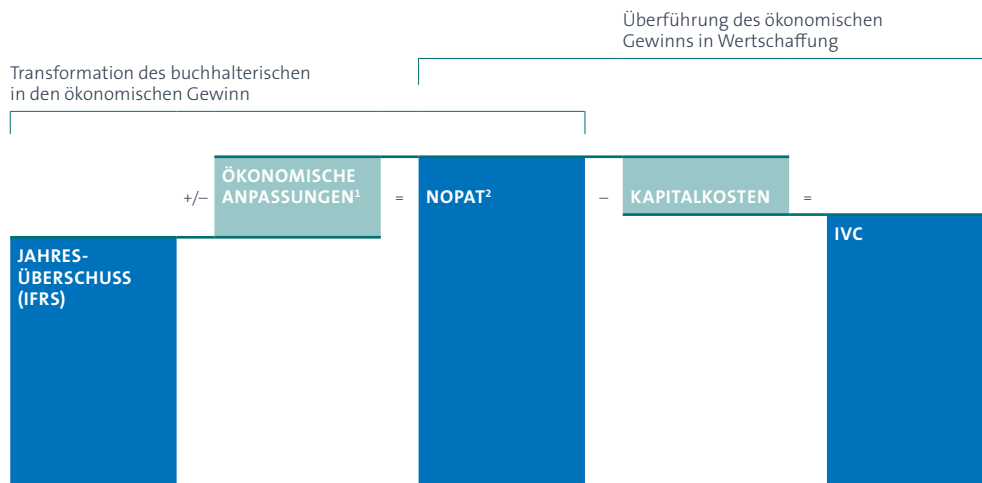 Überführung des ökonomischen
Gewinns in Wertschaffung
Transformation des buchhalterischen
in den ökonomischen Gewinn
+/–
ÖKONOMISCHE
ANPASSUNGEN¹
=
NOPAT²
–
KAPITALKOSTEN
=
IVC
JAHRES-
ÜBERSCHUSS
(IFRS)